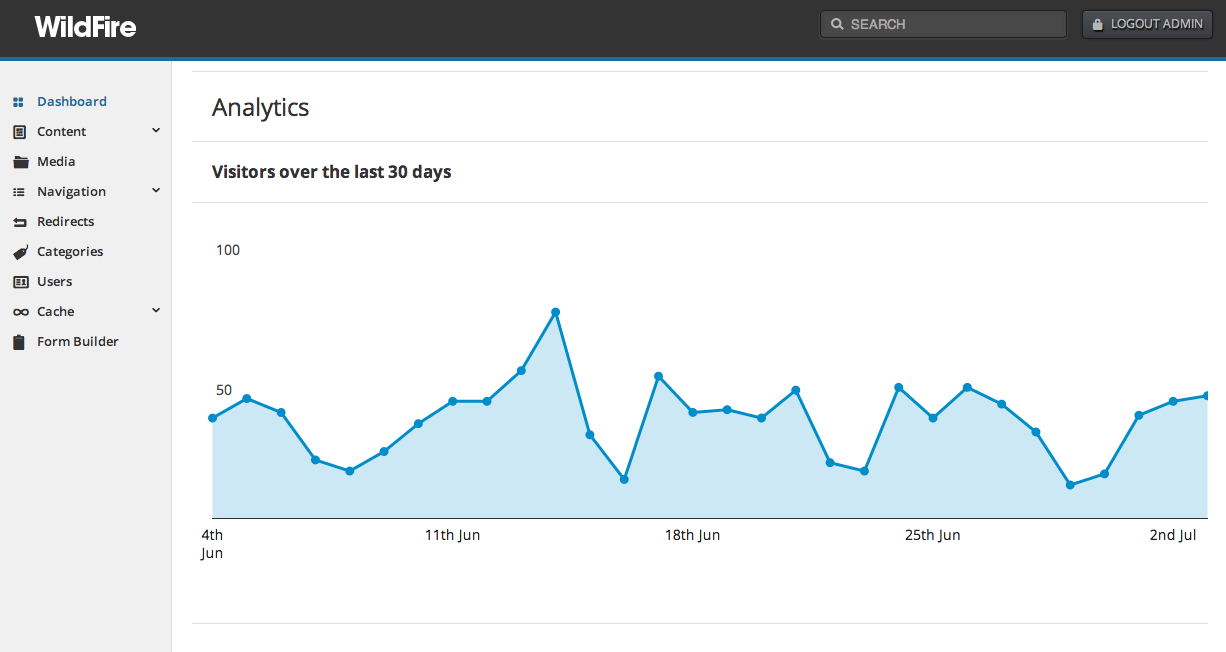 WildFire
SEARCH
LOGOUT ADMIN
Dashboard
Content
Media
Navigation
Redirects
Categories
Users
Cache
Form Builder
Analytics
Visitors over the last 30 days
100
50
4th
Jun
11th Jun
18th Jun
25th Jun
2nd Jul